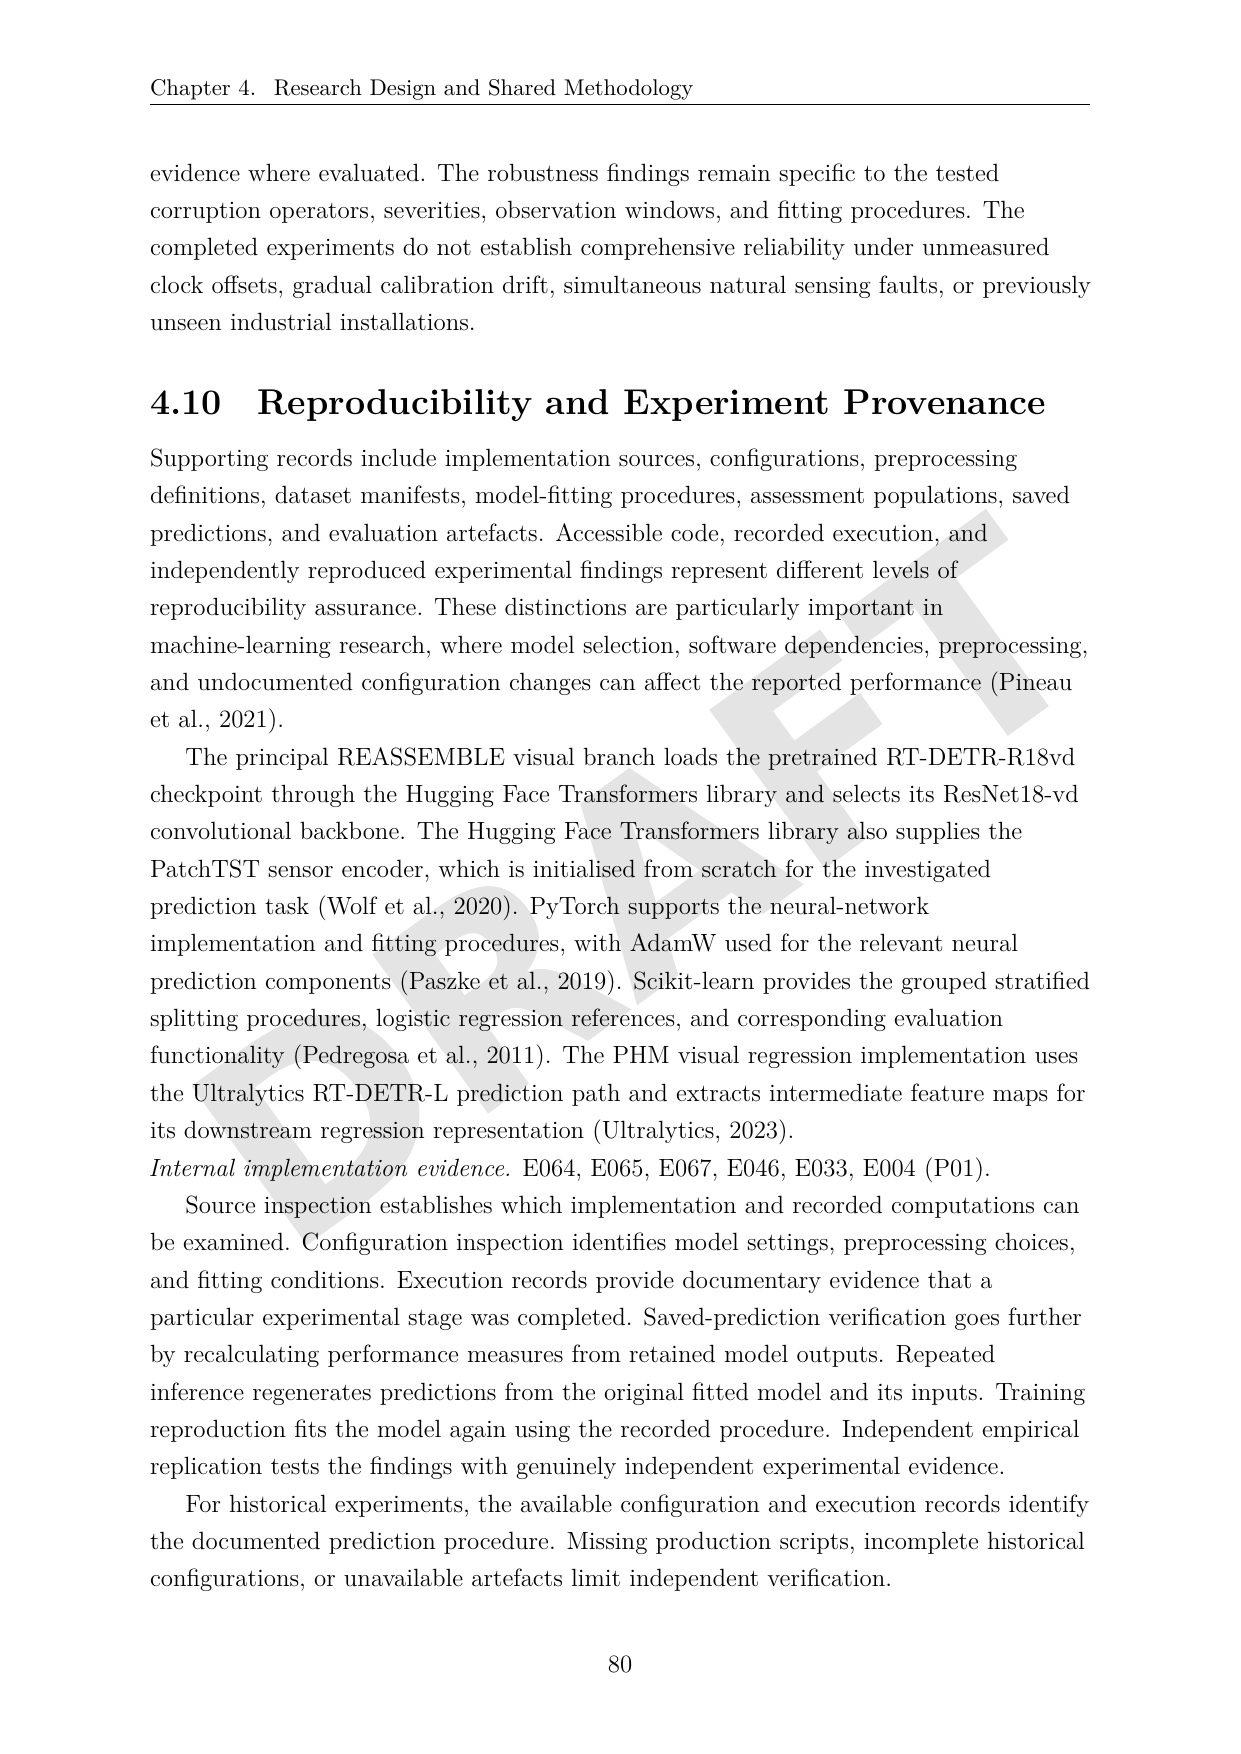 Chapter 4. Research Design and Shared Methodology
evidence where evaluated. The robustness findings remain specific to the tested
corruption operators, severities, observation windows, and fitting procedures. The
completed experiments do not establish comprehensive reliability under unmeasured
clock offsets, gradual calibration drift, simultaneous natural sensing faults, or previously
unseen industrial installations.
4.10 Reproducibility and Experiment Provenance
Supporting records include implementation sources, configurations, preprocessing
definitions, dataset manifests, model-fitting procedures, assessment populations, saved
predictions, and evaluation artefacts. Accessible code, recorded execution, and
independently reproduced experimental findings represent different levels of
reproducibility assurance. These distinctions are particularly important in
machine-learning research, where model selection, software dependencies, preprocessing,
and undocumented configuration changes can affect the reported performance (Pineau
et al., 2021).
The principal REASSEMBLE visual branch loads the pretrained RT-DETR-R18vd
checkpoint through the Hugging Face Transformers library and selects its ResNet18-vd
convolutional backbone. The Hugging Face Transformers library also supplies the
PatchTST sensor encoder, which is initialised from scratch for the investigated
prediction task (Wolf et al., 2020). PyTorch supports the neural-network
implementation and fitting procedures, with AdamW used for the relevant neural
prediction components (Paszke et al., 2019). Scikit-learn provides the grouped stratified
splitting procedures, logistic regression references, and corresponding evaluation
functionality (Pedregosa et al., 2011). The PHM visual regression implementation uses
the Ultralytics RT-DETR-L prediction path and extracts intermediate feature maps for
its downstream regression representation (Ultralytics, 2023).
Internal implementation evidence. E064, E065, E067, E046, E033, E004 (P01).
Source inspection establishes which implementation and recorded computations can
be examined. Configuration inspection identifies model settings, preprocessing choices,
and fitting conditions. Execution records provide documentary evidence that a
particular experimental stage was completed. Saved-prediction verification goes further
by recalculating performance measures from retained model outputs. Repeated
inference regenerates predictions from the original fitted model and its inputs. Training
reproduction fits the model again using the recorded procedure. Independent empirical
replication tests the findings with genuinely independent experimental evidence.
For historical experiments, the available configuration and execution records identify
the documented prediction procedure. Missing production scripts, incomplete historical
configurations, or unavailable artefacts limit independent verification.
80
DRAFT